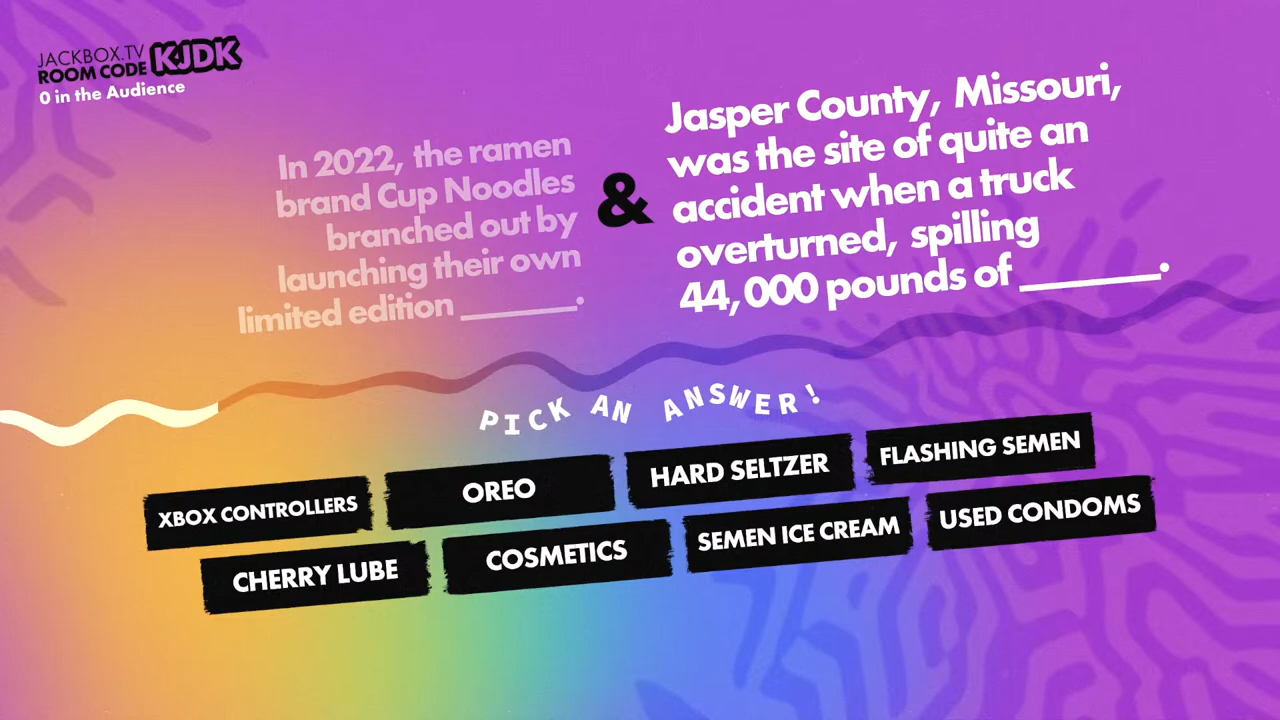 JACKBOX.TV
ROOM CODE KJDK
0 in the Audience
In 2022, the ramen
brand Cup Noodles
branched out by
launching their own
limited edition ________.
&
Jasper County, Missouri,
was the site of quite an
accident when a truck
overturned, spilling
44,000 pounds of ________.
PICK AN ANSWER!
XBOX CONTROLLERS
OREO
HARD SELTZER
FLASHING SEMEN
CHERRY LUBE
COSMETICS
SEMEN ICE CREAM
USED CONDOMS